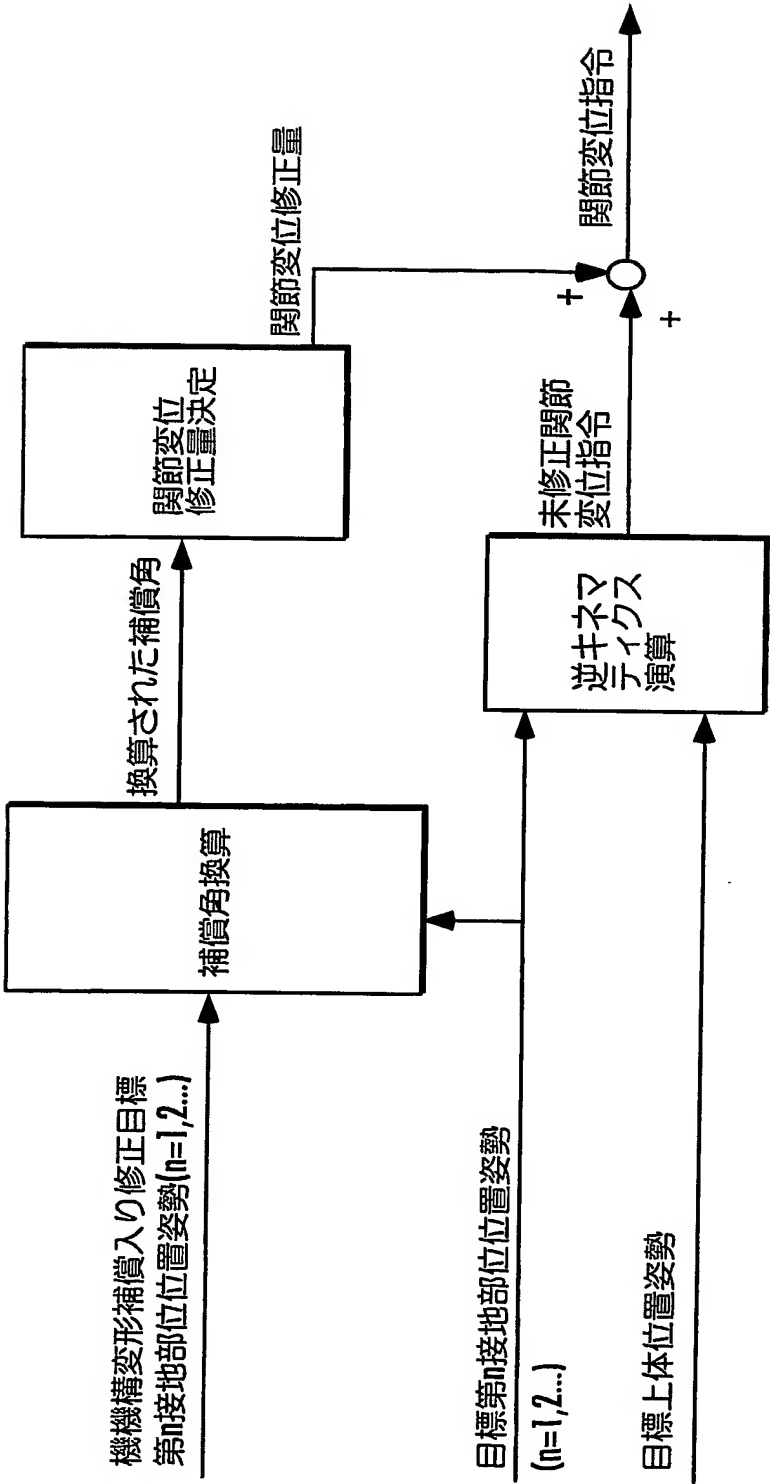 機機構変形補償入り修正目標
第n接地部位位置姿勢(n=1,2...)
補償角換算
換算された補償角
関節変位
修正量決定
関節変位修正量
目標第n接地部位位置姿勢
(n=1,2...)
目標上体位置姿勢
逆キネマ
ティクス
演算
未修正関節
変位指令
+
+
関節変位指令